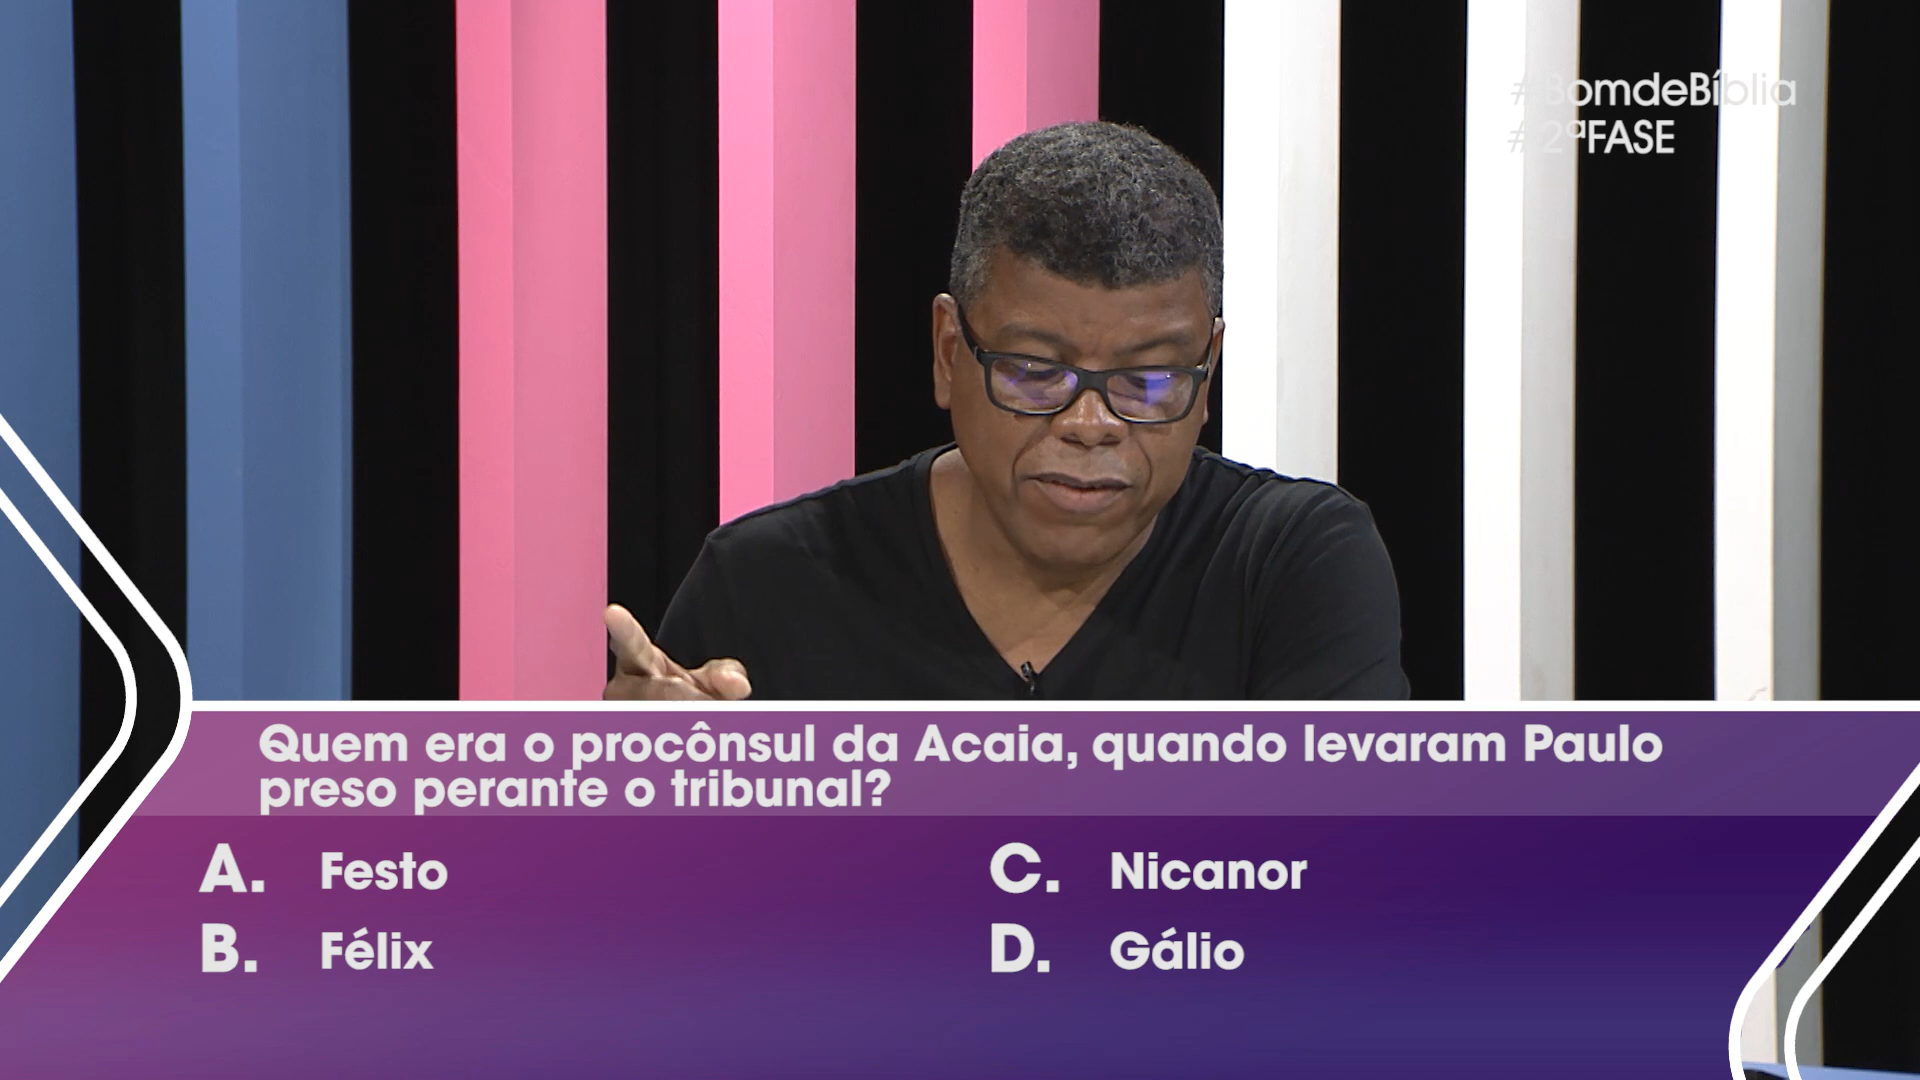 #BomdeBíblia
#2ªFASE
Quem era o procônsul da Acaia, quando levaram Paulo
preso perante o tribunal?
A. Festo
C. Nicanor
B. Félix
D. Gálio